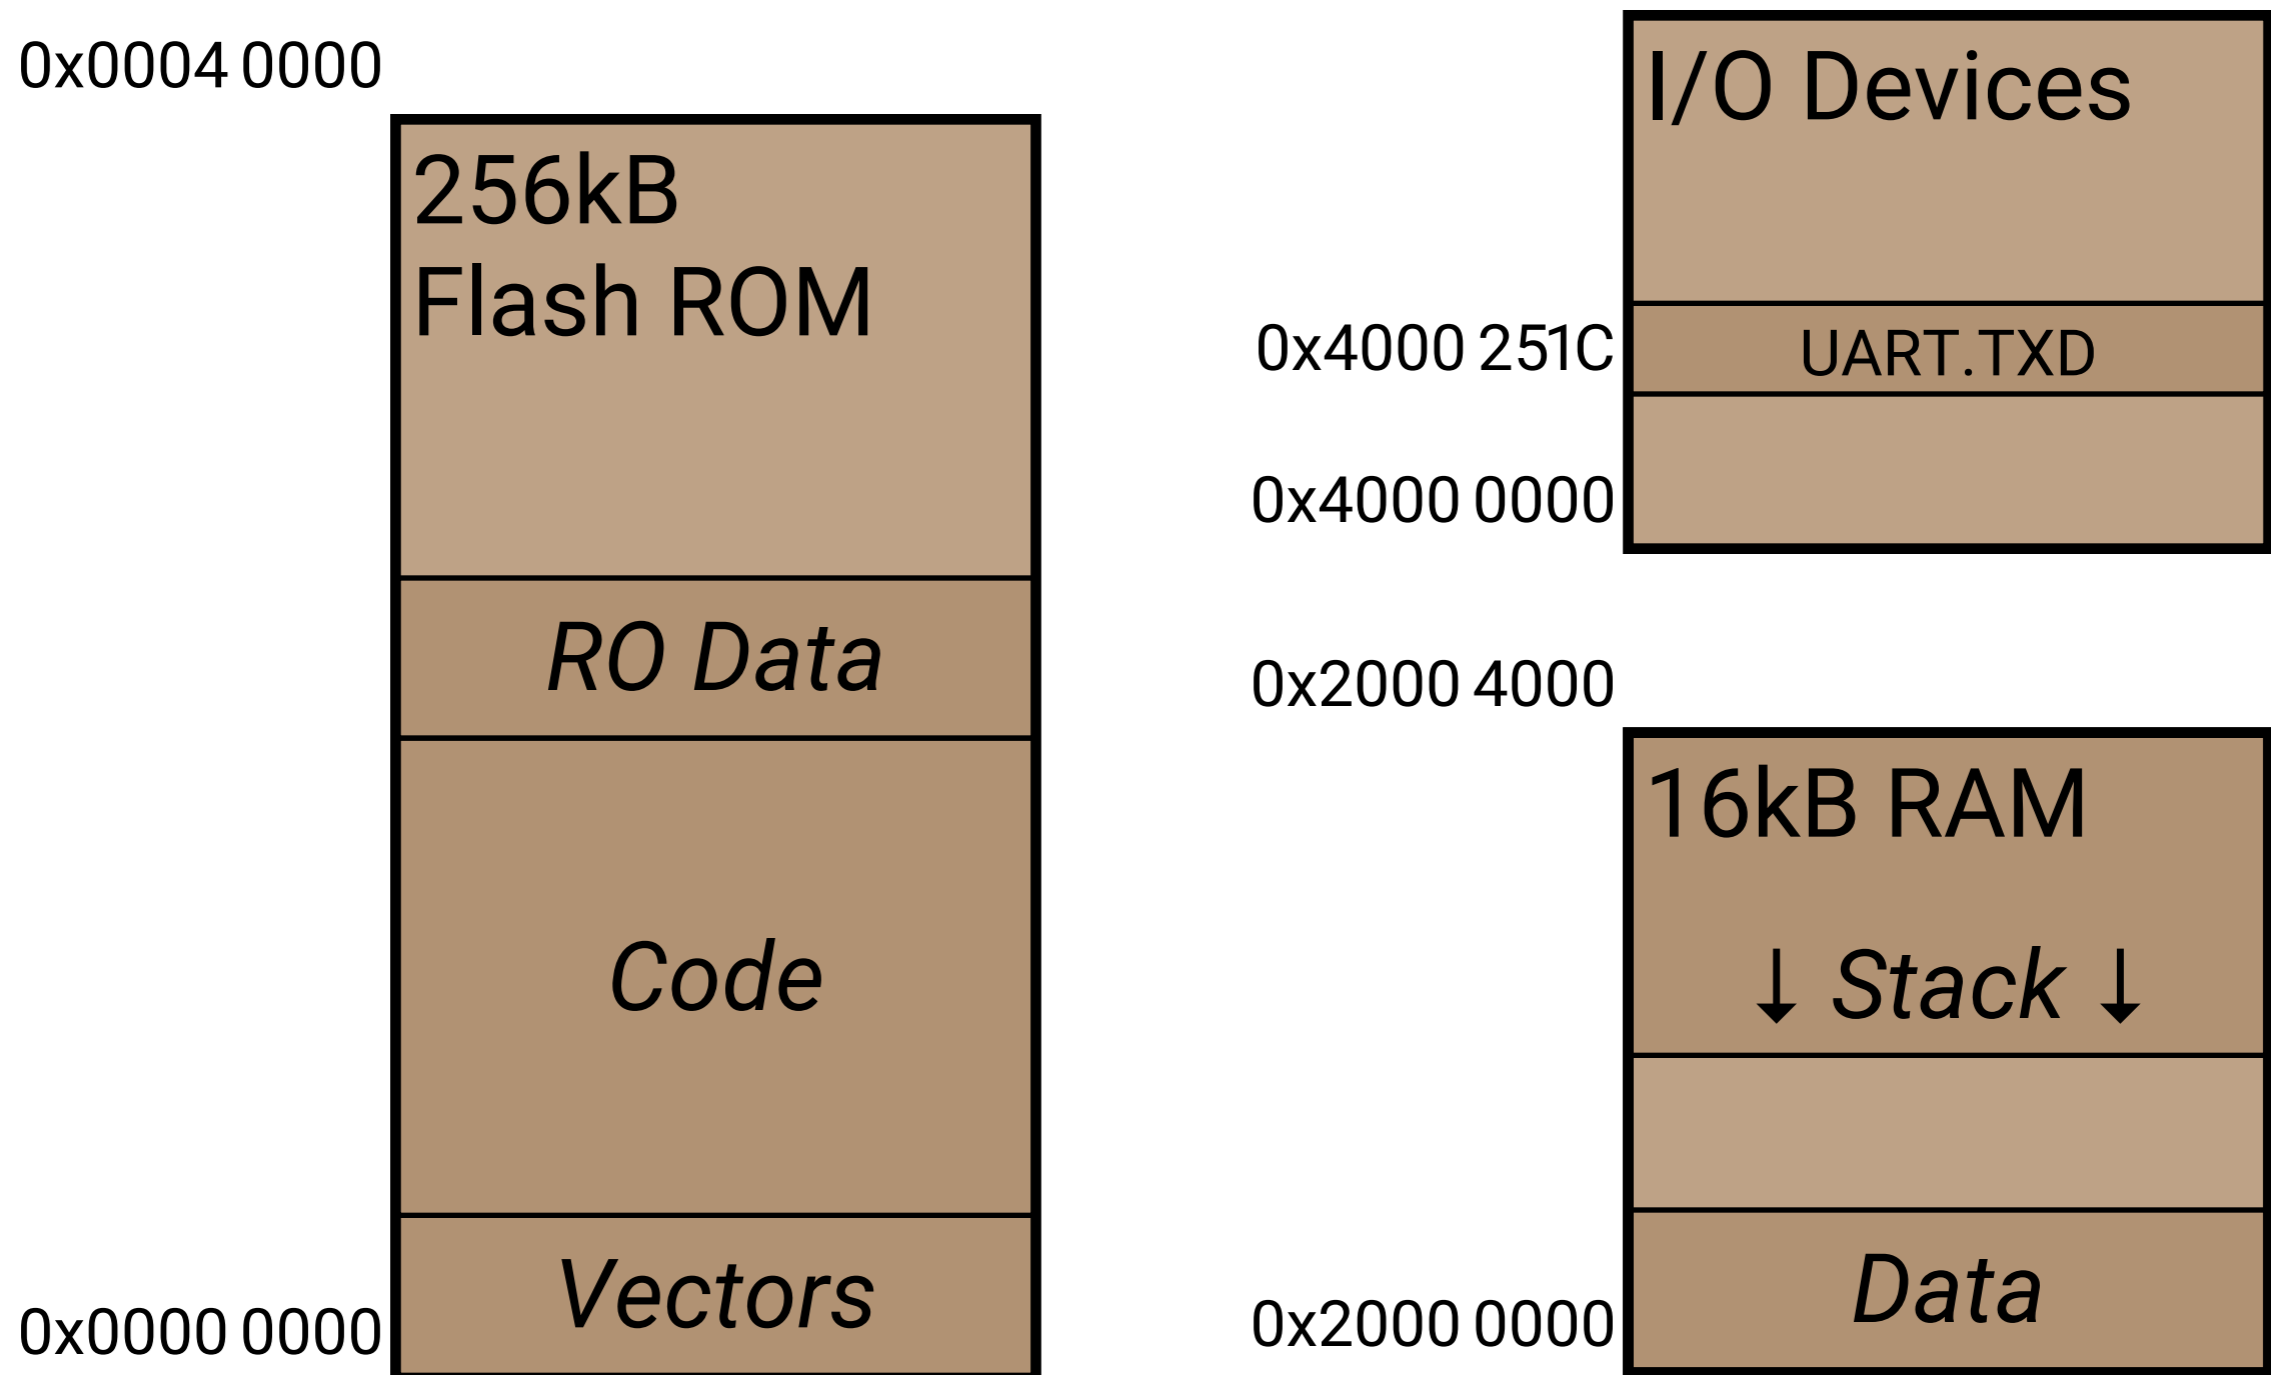 0x0004 0000
256kB
Flash ROM
RO Data
Code
Vectors
0x0000 0000
I/O Devices
0x4000 251C
UART.TXD
0x4000 0000
0x2000 4000
16kB RAM
↓ Stack ↓
Data
0x2000 0000